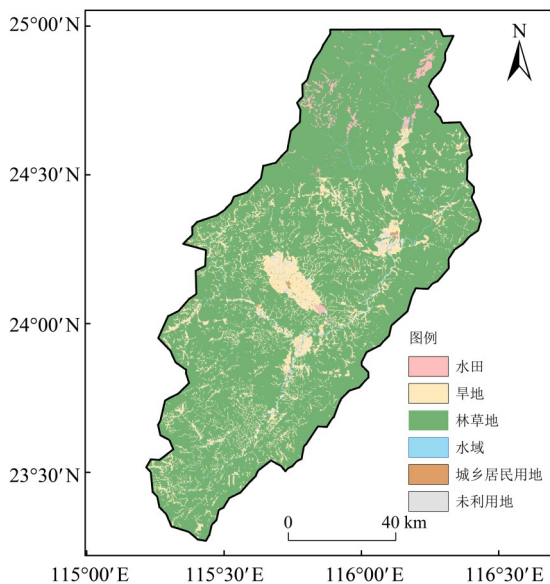 25°00′N
N
24°30′N
24°00′N
图例
水田
旱地
林草地
水域
城乡居民用地
未利用地
23°30′N
0
40 km
115°00′E
115°30′E
116°00′E
116°30′E